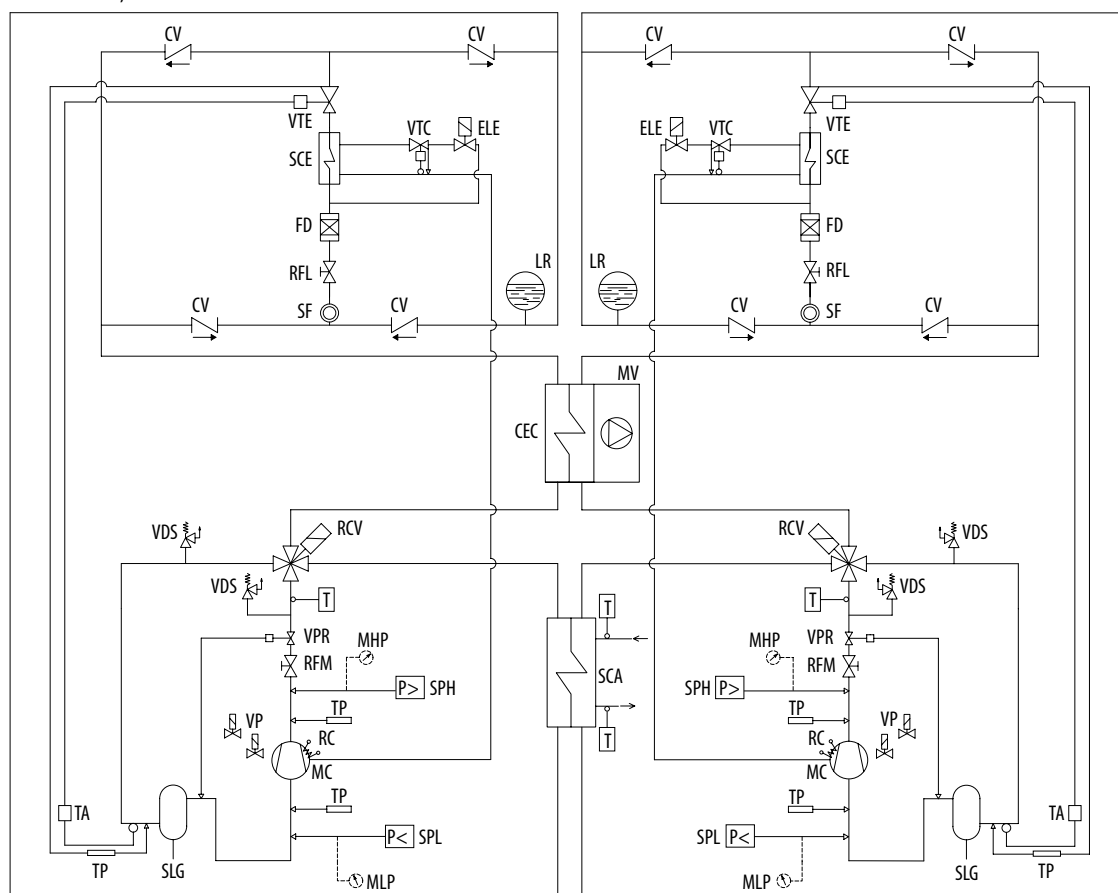 CV CV CV CV
VTE VTC ELE ELE VTC VTE
SCE SCE
FD FD
RFL LR LR RFL
SF SF
CV CV CV CV
MV
CEC
VDS RCV RCV VDS
VDS T T VDS
T
VPR MHP MHP VPR
RFM RFM
P> SPH SCA SPH P>
VP TP TP VP
RC T RC
MC MC
TA TP TP TA
P< SPL SPL P<
TP SLG MLP MLP SLG TP